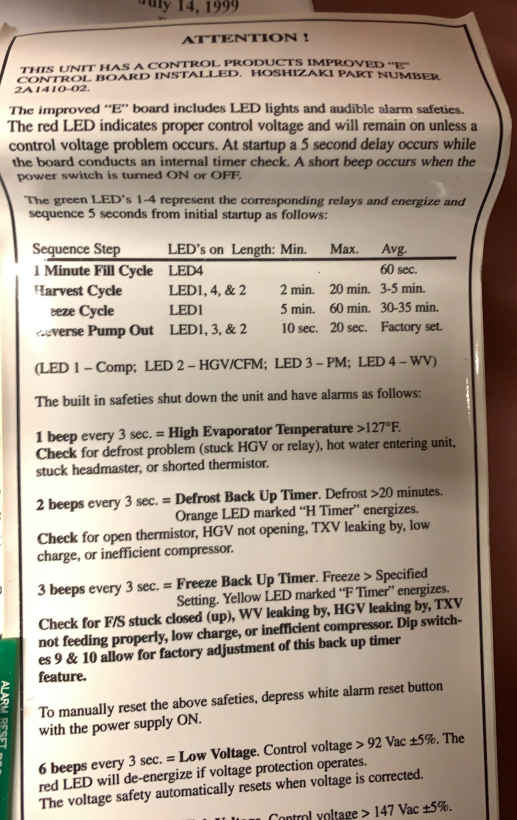 July 14, 1999
ATTENTION !
THIS UNIT HAS A CONTROL PRODUCTS IMPROVED "E"
CONTROL BOARD INSTALLED. HOSHIZAKI PART NUMBER
2A1410-02.
The improved "E" board includes LED lights and audible alarm safeties.
The red LED indicates proper control voltage and will remain on unless a
control voltage problem occurs. At startup a 5 second delay occurs while
the board conducts an internal timer check. A short beep occurs when the
power switch is turned ON or OFF.
The green LED's 1-4 represent the corresponding relays and energize and
sequence 5 seconds from initial startup as follows:
Sequence Step LED's on Length: Min. Max. Avg.
1 Minute Fill Cycle LED4 60 sec.
Harvest Cycle LED1, 4, & 2 2 min. 20 min. 3-5 min.
eeze Cycle LED1 5 min. 60 min. 30-35 min.
everse Pump Out LED1, 3, & 2 10 sec. 20 sec. Factory set.
(LED 1 – Comp; LED 2 – HGV/CFM; LED 3 – PM; LED 4 – WV)
The built in safeties shut down the unit and have alarms as follows:
1 beep every 3 sec. = High Evaporator Temperature >127°F.
Check for defrost problem (stuck HGV or relay), hot water entering unit,
stuck headmaster, or shorted thermistor.
2 beeps every 3 sec. = Defrost Back Up Timer. Defrost >20 minutes.
Orange LED marked "H Timer" energizes.
Check for open thermistor, HGV not opening, TXV leaking by, low
charge, or inefficient compressor.
3 beeps every 3 sec. = Freeze Back Up Timer. Freeze > Specified
Setting. Yellow LED marked "F Timer" energizes.
Check for F/S stuck closed (up), WV leaking by, HGV leaking by, TXV
not feeding properly, low charge, or inefficient compressor. Dip switch-
es 9 & 10 allow for factory adjustment of this back up timer
feature.
To manually reset the above safeties, depress white alarm reset button
with the power supply ON.
6 beeps every 3 sec. = Low Voltage. Control voltage > 92 Vac ±5%. The
red LED will de-energize if voltage protection operates.
The voltage safety automatically resets when voltage is corrected.
Control voltage > 147 Vac ±5%.
ALARM RESET